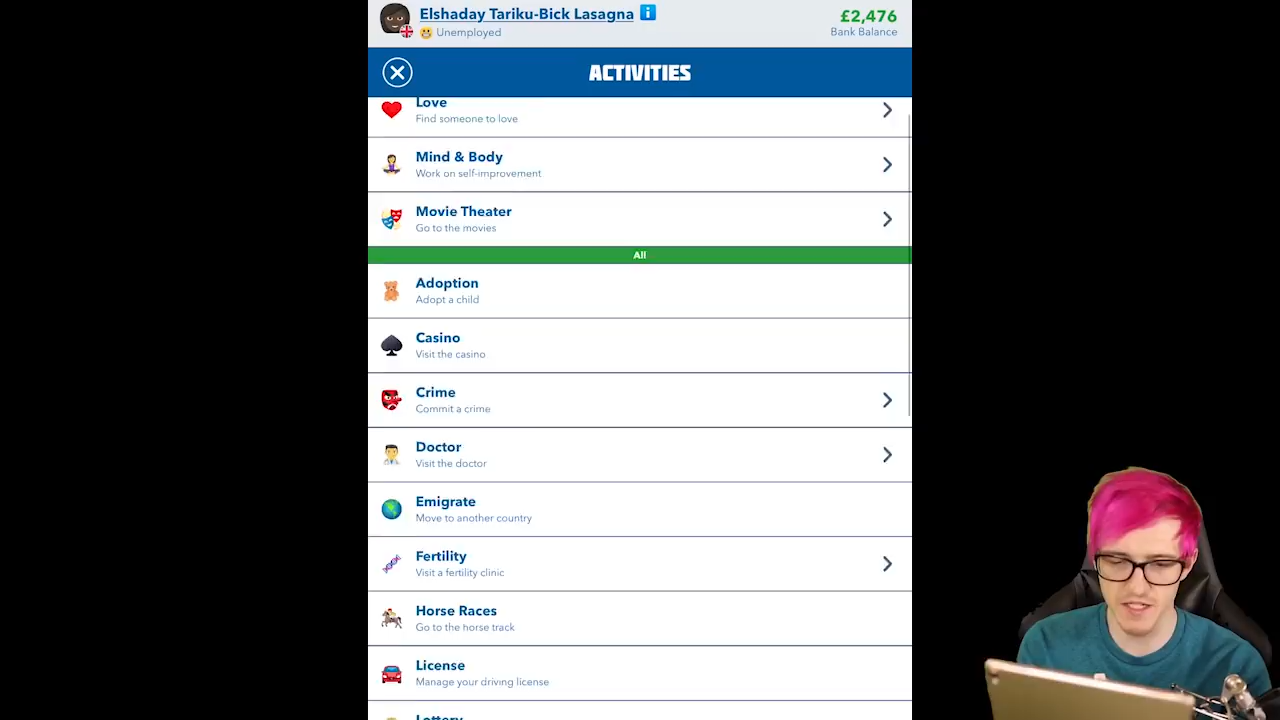 Elshaday Tariku-Bick Lasagna
£2,476
Unemployed
Bank Balance
ACTIVITIES
Love
Find someone to love
Mind & Body
Work on self-improvement
Movie Theater
Go to the movies
All
Adoption
Adopt a child
Casino
Visit the casino
Crime
Commit a crime
Doctor
Visit the doctor
Emigrate
Move to another country
Fertility
Visit a fertility clinic
Horse Races
Go to the horse track
License
Manage your driving license
Lottery